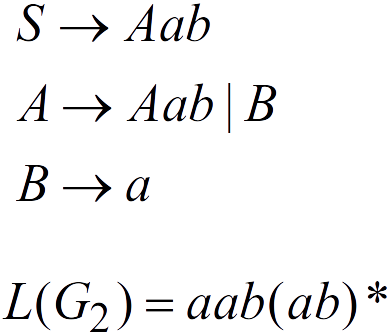 S → Aab
A → Aab | B
B → a
L(G₂) = aab(ab)*